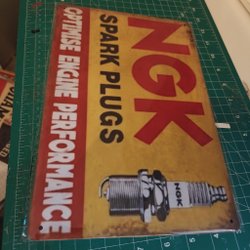 NGK
SPARK PLUGS
OPTIMISE ENGINE PERFORMANCE
NGK